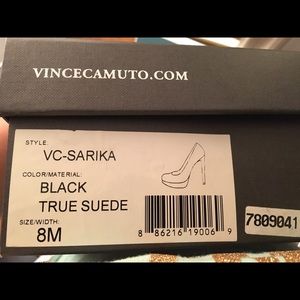 VINCECAMUTO.COM
STYLE:
VC-SARIKA
COLOR/MATERIAL:
BLACK
TRUE SUEDE
SIZE/WIDTH:
8M
8 86216 19006 9
7809041